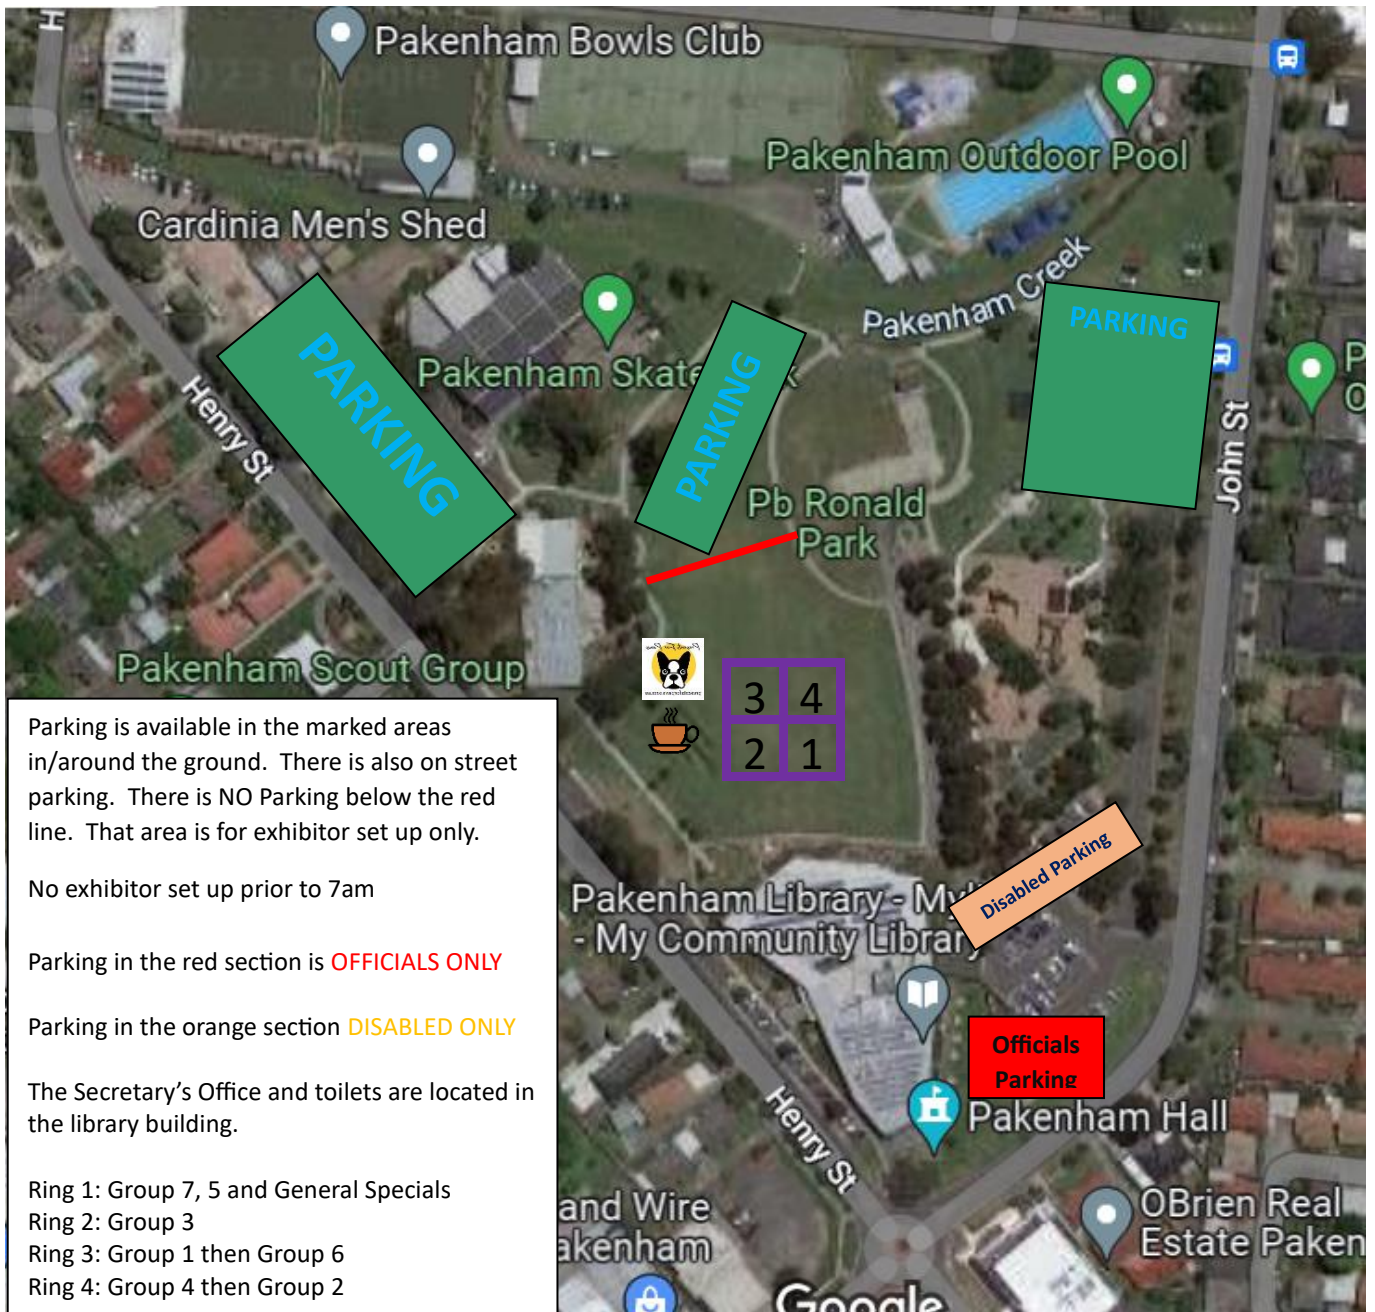 H
Pakenham Bowls Club
Pakenham Outdoor Pool
Cardinia Men's Shed
Pakenham Creek
PARKING
PARKING
PARKING
Pakenham Skate
k
P
O
Henry St
John St
Pb Ronald
Park
Pakenham Scout Group
3 4
2 1
Parking is available in the marked areas
in/around the ground. There is also on street
parking. There is NO Parking below the red
line. That area is for exhibitor set up only.
No exhibitor set up prior to 7am
Parking in the red section is OFFICIALS ONLY
Parking in the orange section DISABLED ONLY
The Secretary's Office and toilets are located in
the library building.
Ring 1: Group 7, 5 and General Specials
Ring 2: Group 3
Ring 3: Group 1 then Group 6
Ring 4: Group 4 then Group 2
Disabled Parking
Pakenham Library - Myli
- My Community Library
Officials
Parking
Pakenham Hall
Henry St
and Wire
akenham
OBrien Real
Estate Paken
Google